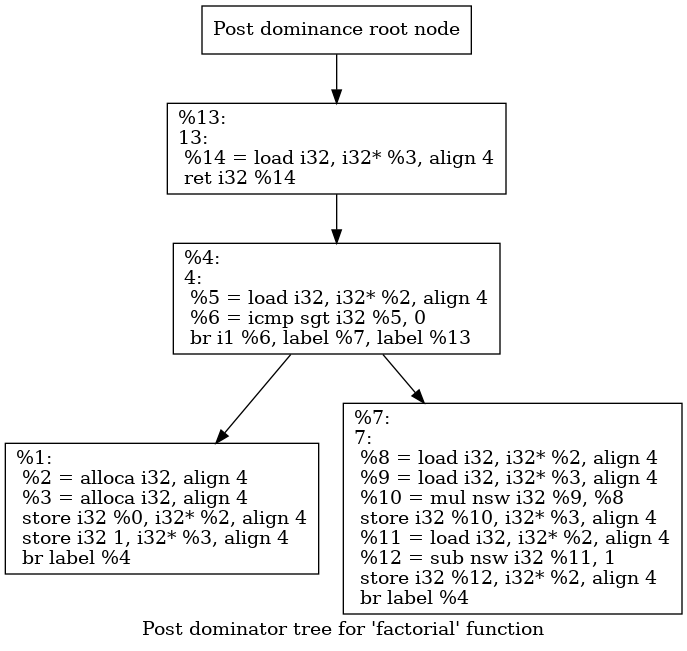 Post dominance root node
%13:
13:
%14 = load i32, i32* %3, align 4
ret i32 %14
%4:
4:
%5 = load i32, i32* %2, align 4
%6 = icmp sgt i32 %5, 0
br i1 %6, label %7, label %13
%1:
%2 = alloca i32, align 4
%3 = alloca i32, align 4
store i32 %0, i32* %2, align 4
store i32 1, i32* %3, align 4
br label %4
%7:
7:
%8 = load i32, i32* %2, align 4
%9 = load i32, i32* %3, align 4
%10 = mul nsw i32 %9, %8
store i32 %10, i32* %3, align 4
%11 = load i32, i32* %2, align 4
%12 = sub nsw i32 %11, 1
store i32 %12, i32* %2, align 4
br label %4
Post dominator tree for 'factorial' function